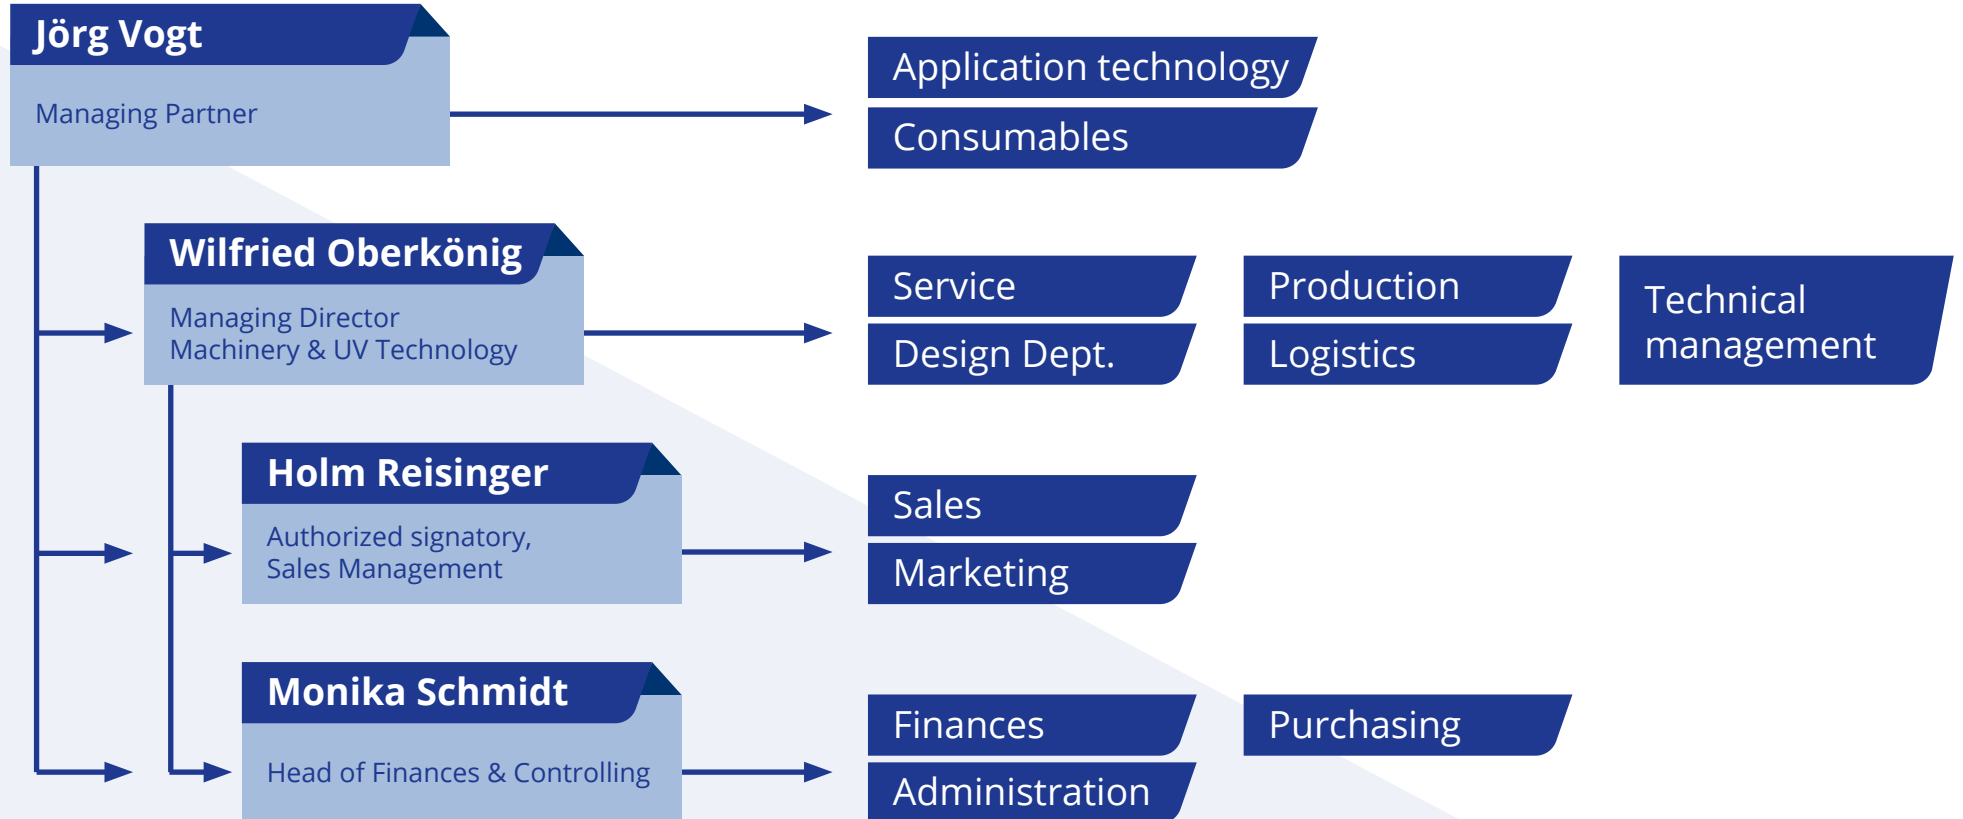 Jörg Vogt
Managing Partner
Application technology
Consumables
Wilfried Oberkönig
Managing Director
Machinery & UV Technology
Service
Design Dept.
Production
Logistics
Technical
management
Holm Reisinger
Authorized signatory,
Sales Management
Sales
Marketing
Monika Schmidt
Head of Finances & Controlling
Finances
Administration
Purchasing